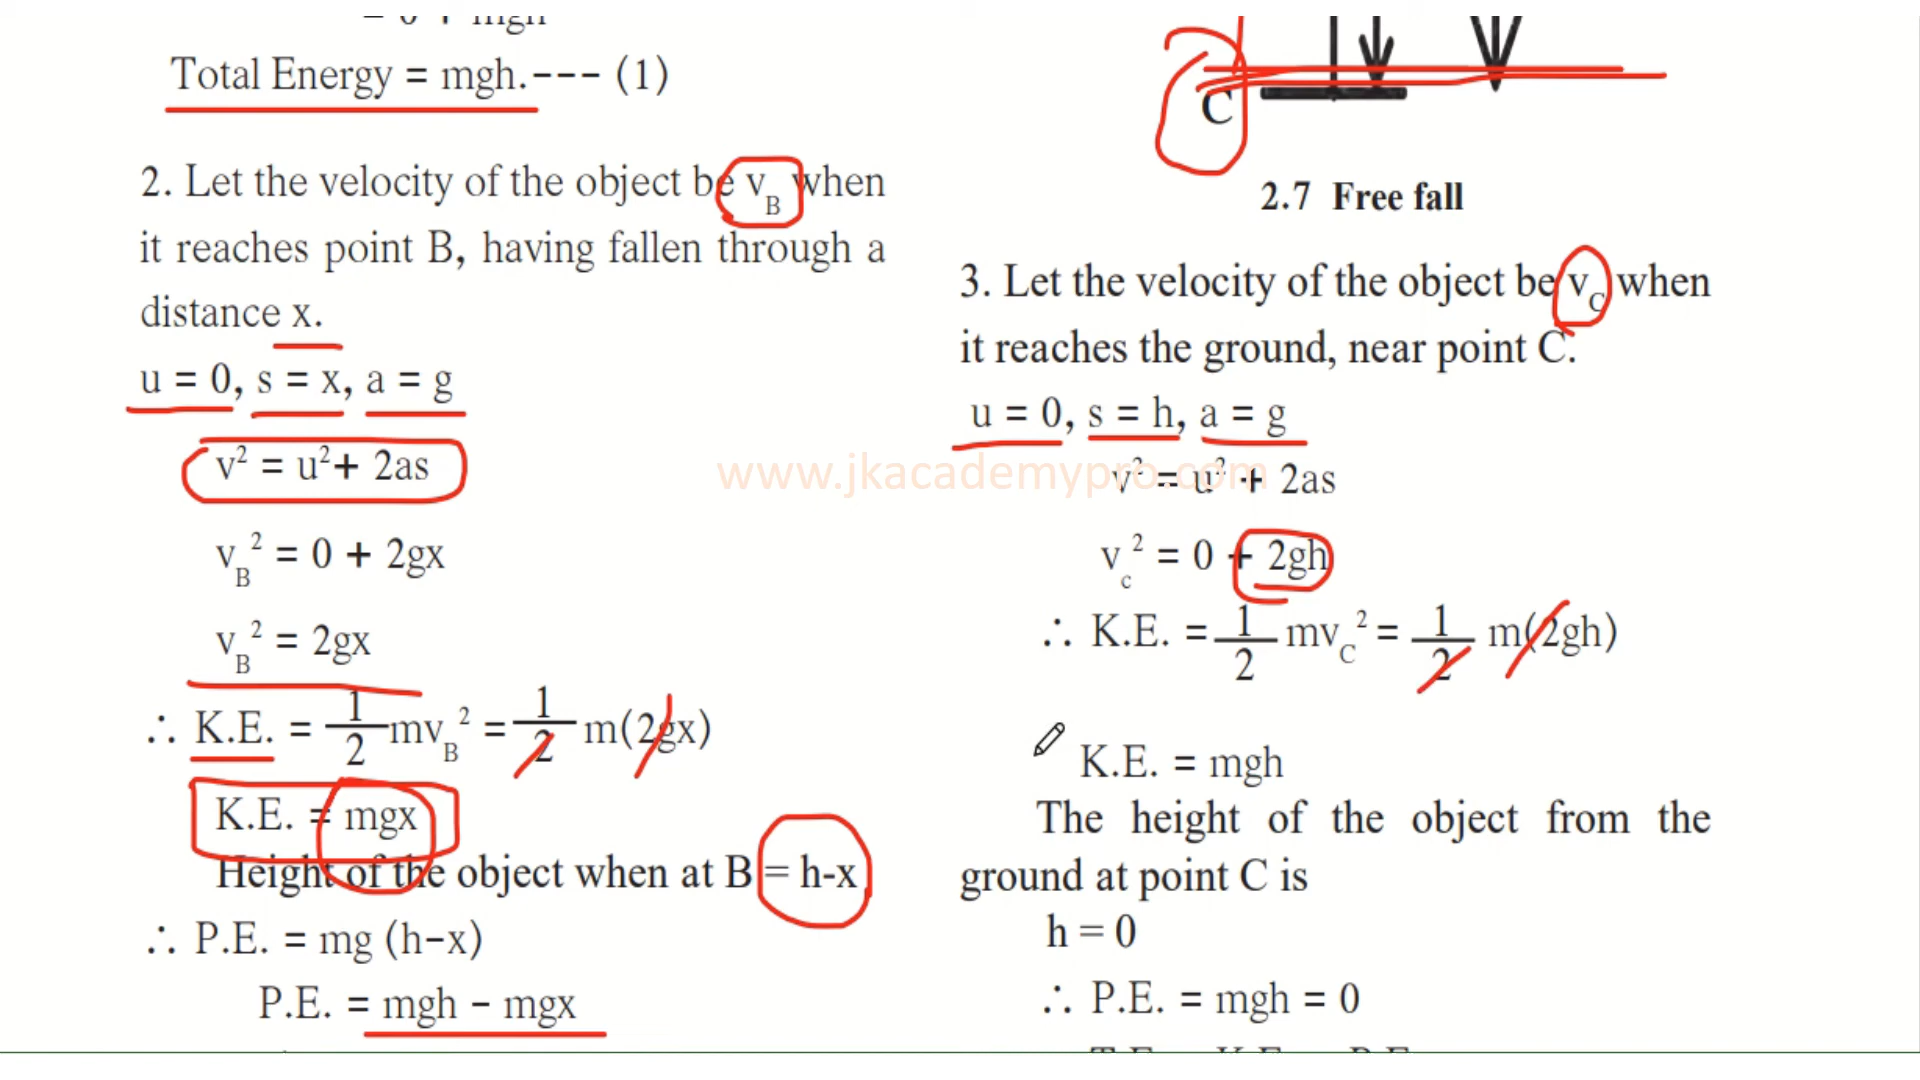 = 0 + mgh
Total Energy = mgh.--- (1)
2. Let the velocity of the object be v_B when
it reaches point B, having fallen through a
distance x.
u = 0, s = x, a = g
v² = u²+ 2as
v_B² = 0 + 2gx
v_B² = 2gx
∴ K.E. = 1/2 mv_B² = 1/2 m(2gx)
K.E. = mgx
Height of the object when at B = h-x
∴ P.E. = mg (h-x)
P.E. = mgh - mgx
C
2.7 Free fall
3. Let the velocity of the object be v_C when
it reaches the ground, near point C.
u = 0, s = h, a = g
www.jkacademypro.com
v² = u² + 2as
v_c² = 0 + 2gh
∴ K.E. = 1/2 mv_C² = 1/2 m(2gh)
K.E. = mgh
The height of the object from the
ground at point C is
h = 0
∴ P.E. = mgh = 0